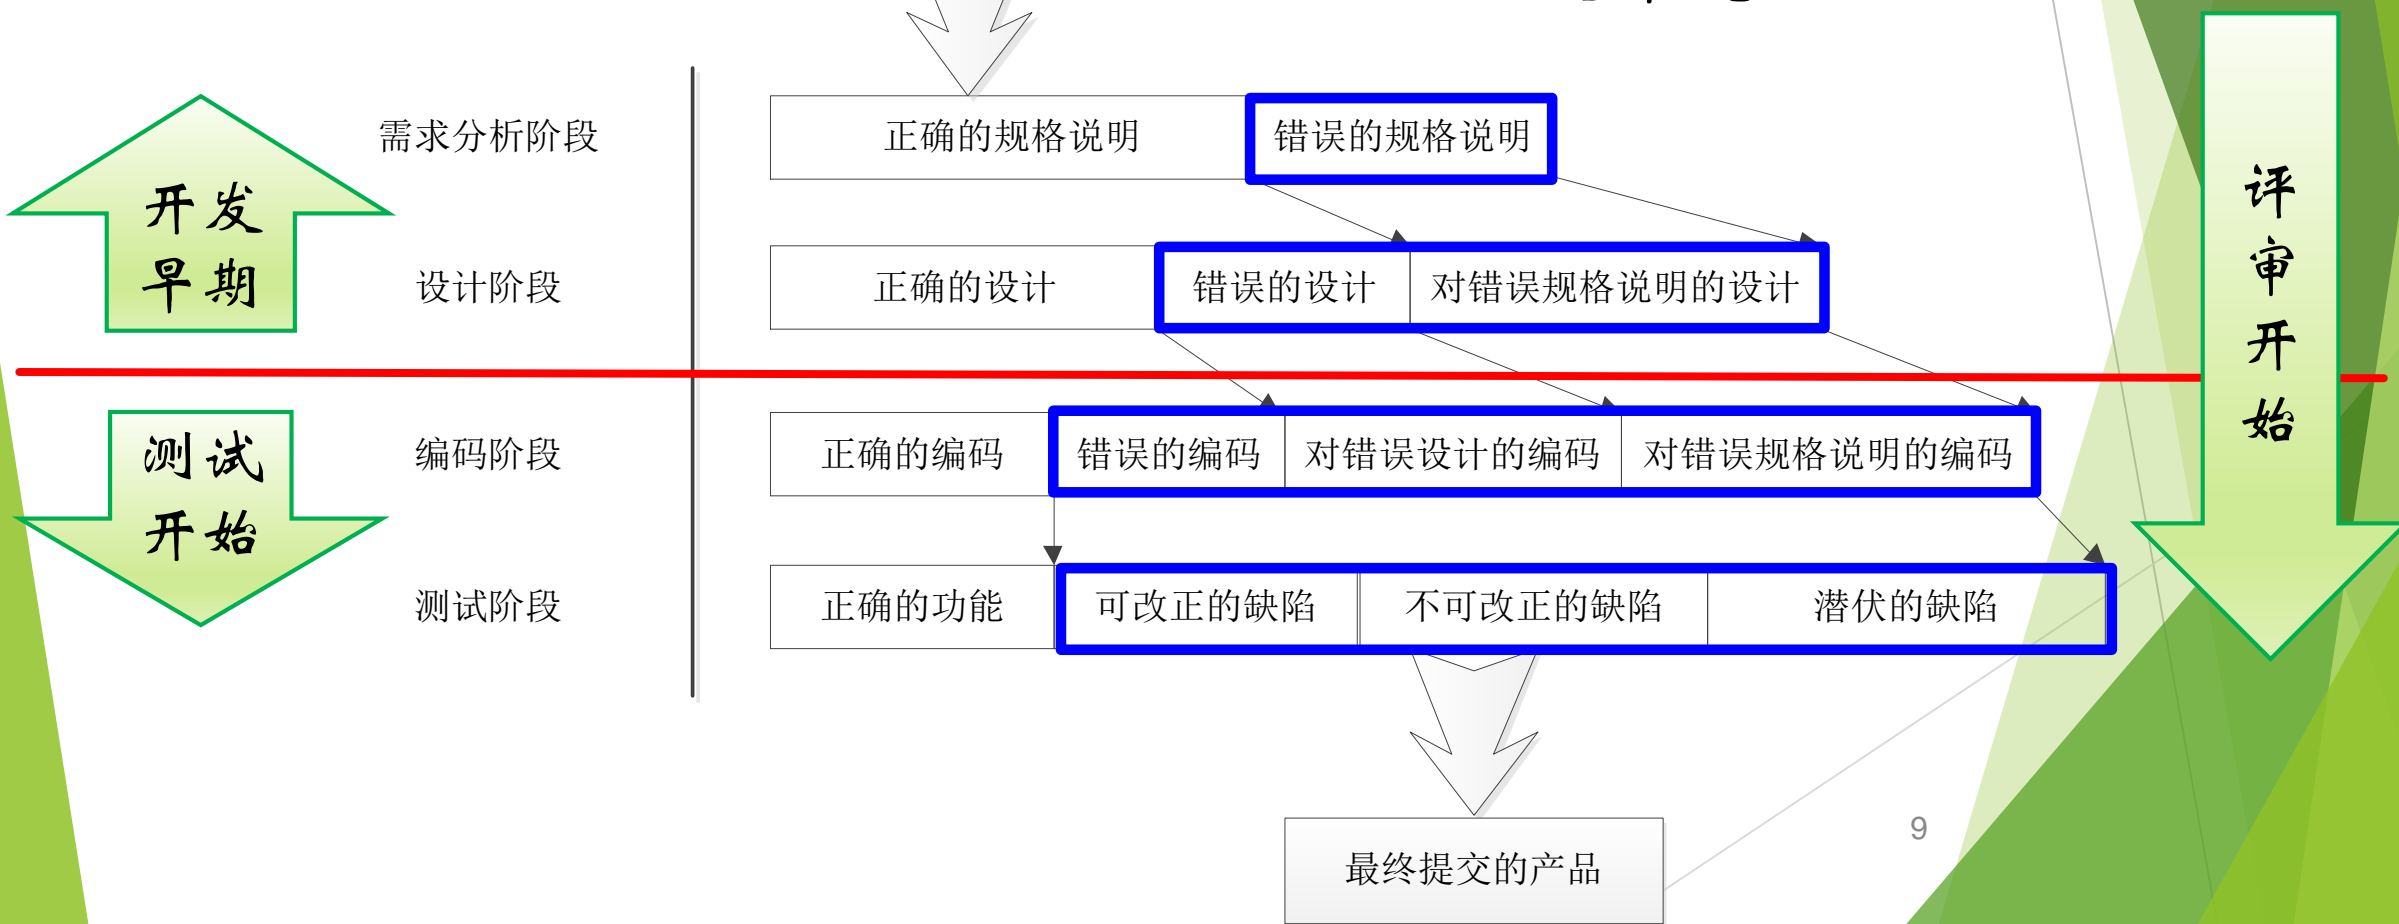 需求分析阶段
正确的规格说明
错误的规格说明
开发
早期
设计阶段
正确的设计
错误的设计
对错误规格说明的设计
测试
开始
编码阶段
正确的编码
错误的编码
对错误设计的编码
对错误规格说明的编码
测试阶段
正确的功能
可改正的缺陷
不可改正的缺陷
潜伏的缺陷
评
审
开
始
最终提交的产品
9